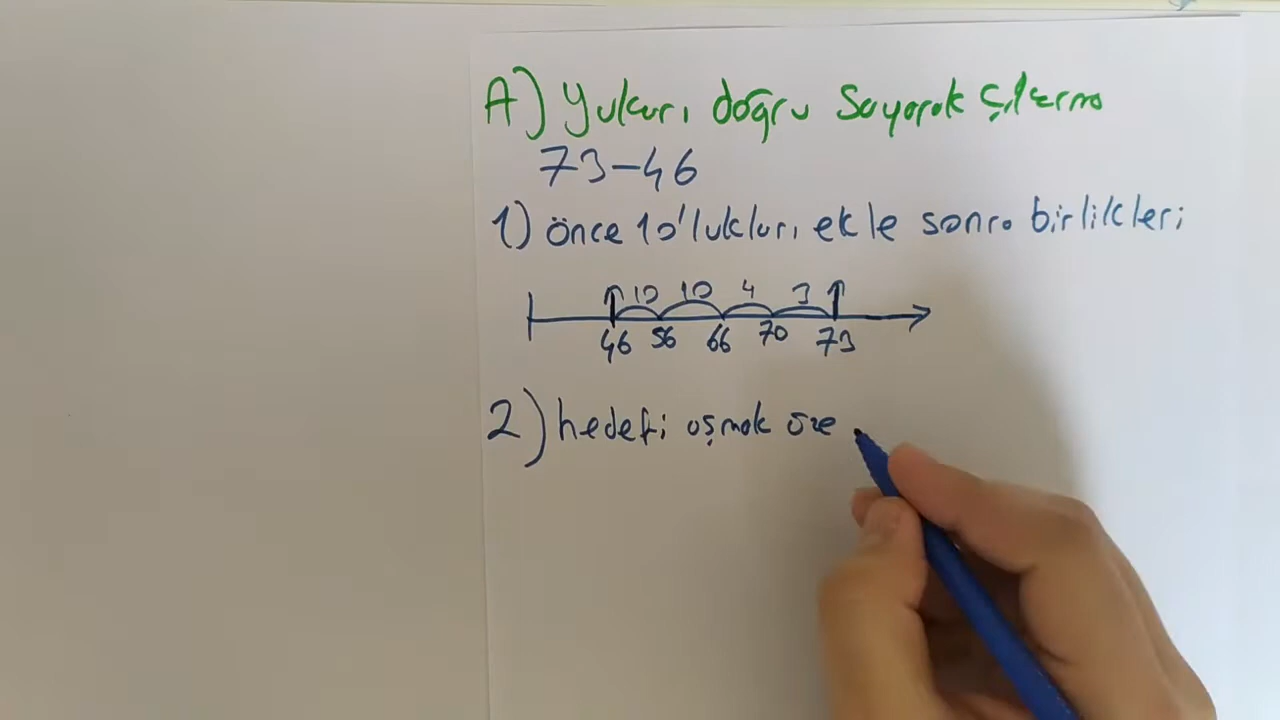 A) Yukarı doğru Sayarak Çıkarma
73-46
1) önce 10'lukları ekle sonra birlikleri
10 10 4 3
46 56 66 70 73
2) hedefi aşmak üze